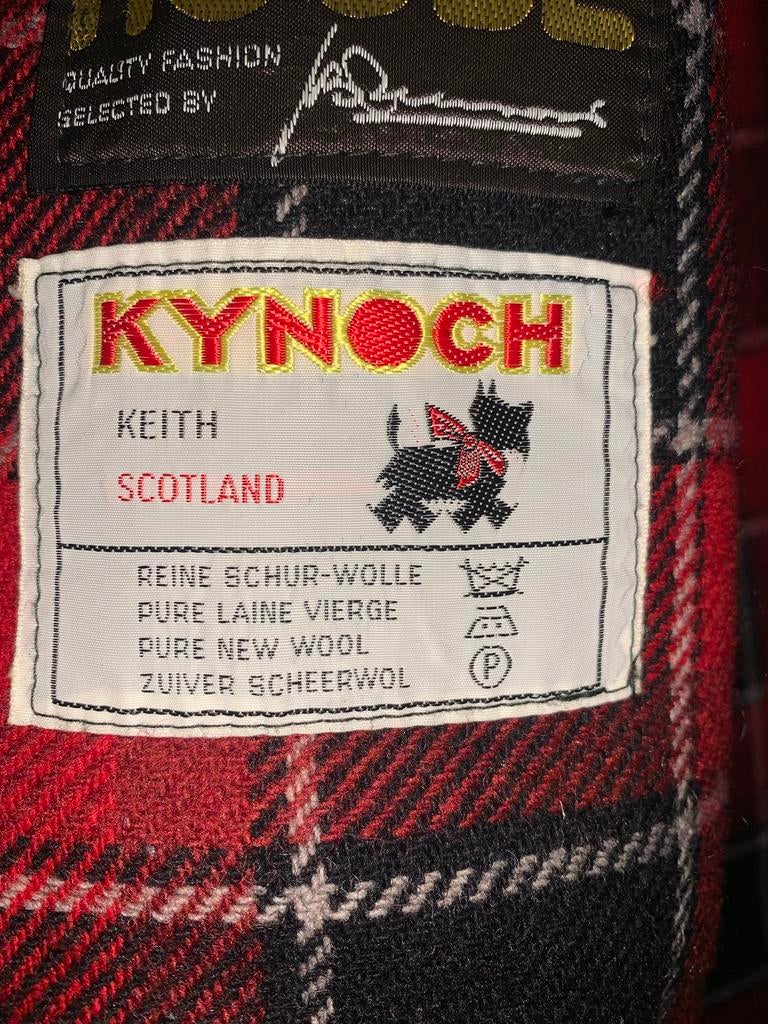 QUALITY FASHION
SELECTED BY
KYNOCH
KEITH
SCOTLAND
REINE SCHUR-WOLLE
PURE LAINE VIERGE
PURE NEW WOOL
ZUIVER SCHEERWOL
P